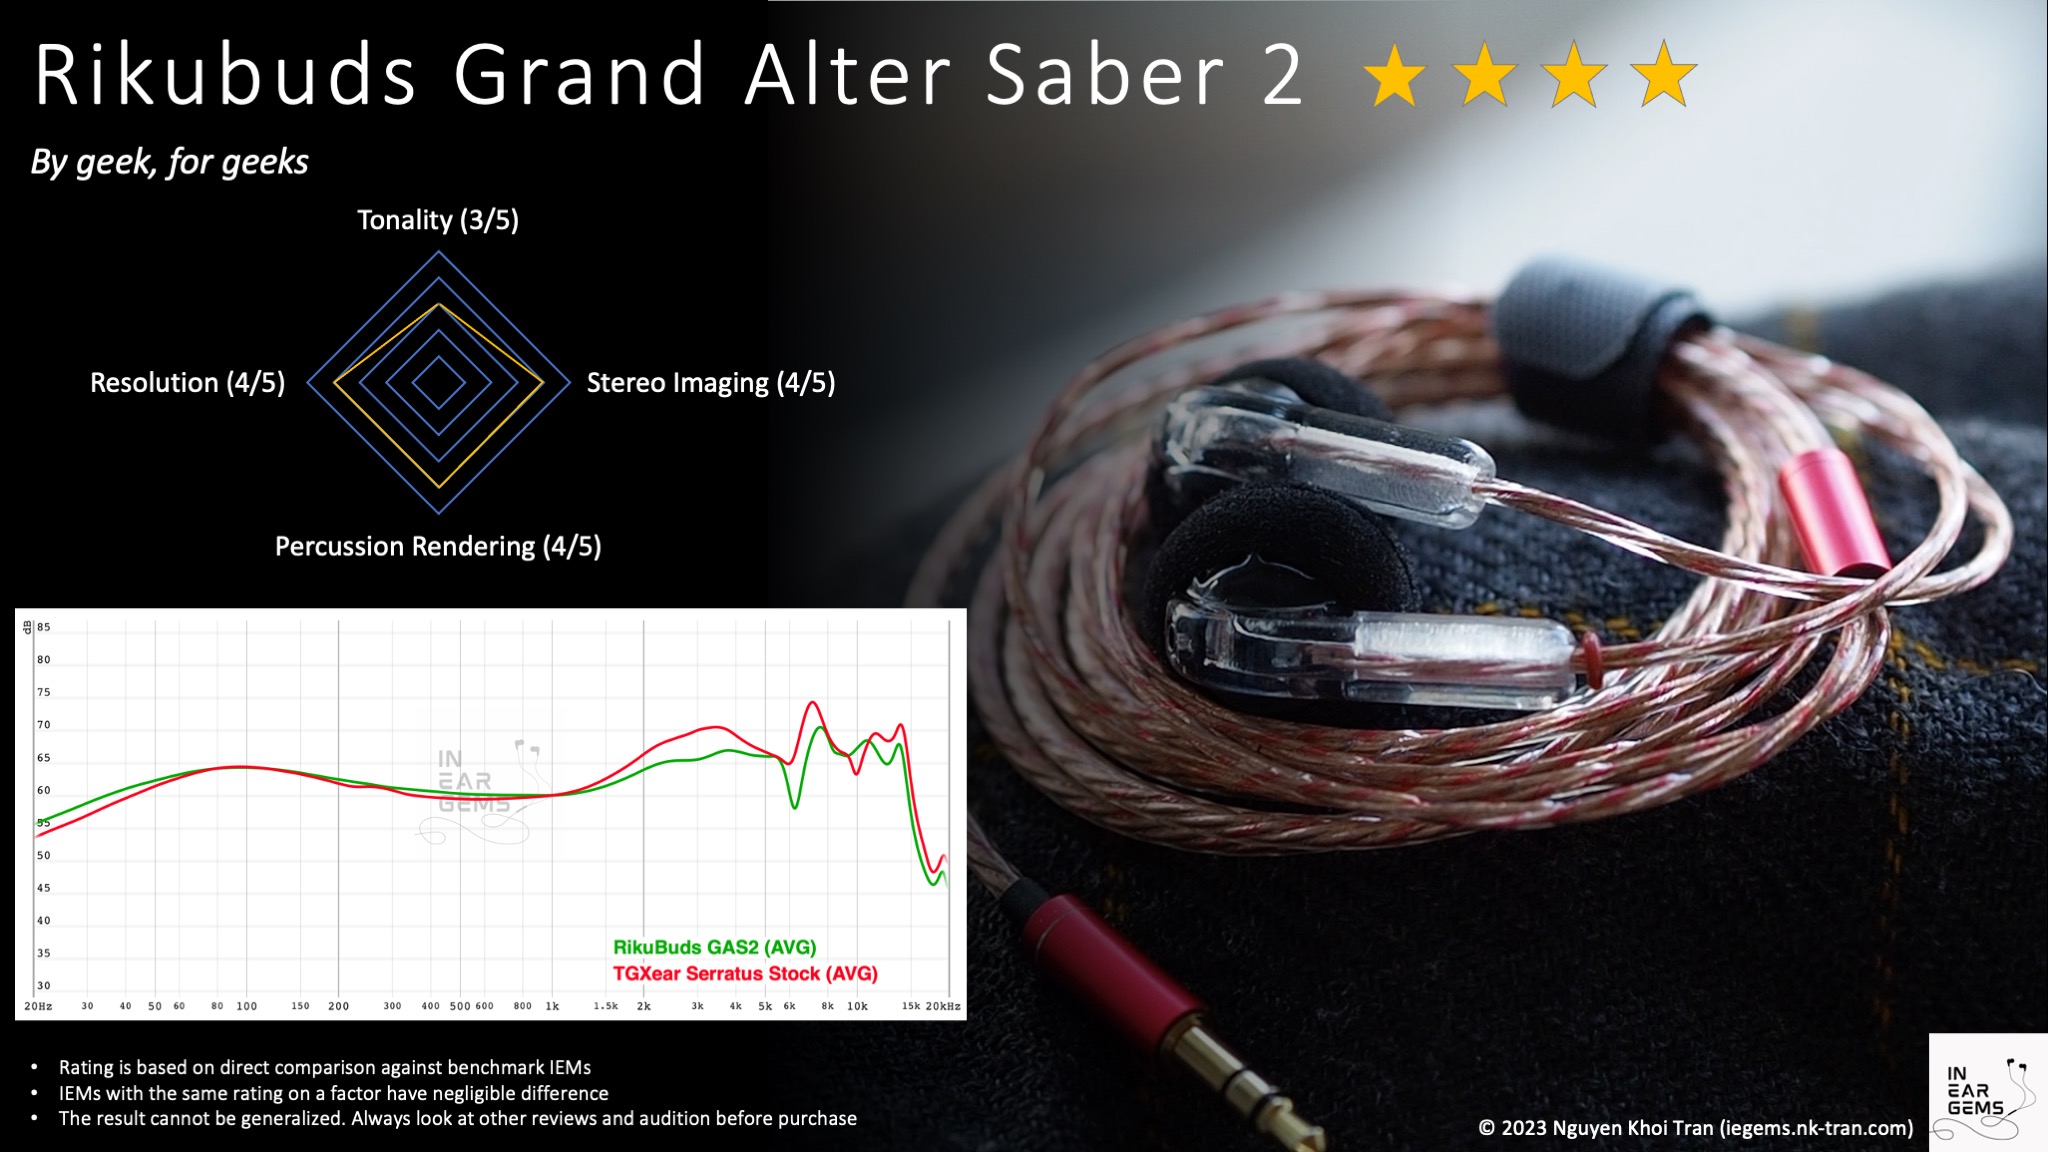 Rikubuds Grand Alter Saber 2
By geek, for geeks
Tonality (3/5)
Resolution (4/5)
Stereo Imaging (4/5)
Percussion Rendering (4/5)
dB
85
80
75
70
65
60
55
50
45
40
35
30
IN
EAR
GEMS
RikuBuds GAS2 (AVG)
TGXear Serratus Stock (AVG)
20Hz 30 40 50 60 80 100 150 200 300 400 500 600 800 1k 1.5k 2k 3k 4k 5k 6k 8k 10k 15k 20kHz
• Rating is based on direct comparison against benchmark IEMs
• IEMs with the same rating on a factor have negligible difference
• The result cannot be generalized. Always look at other reviews and audition before purchase
© 2023 Nguyen Khoi Tran (iegems.nk-tran.com)
IN
EAR
GEMS